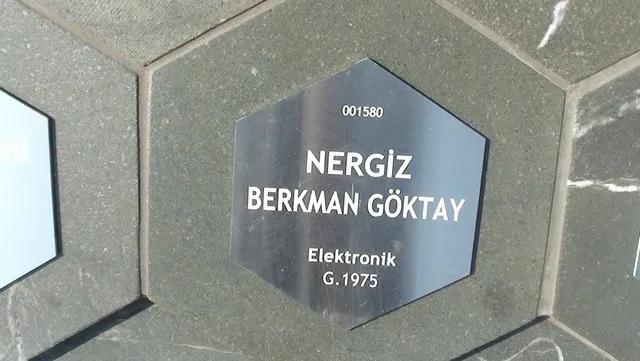 001580
NERGİZ
BERKMAN GÖKTAY
Elektronik
G.1975